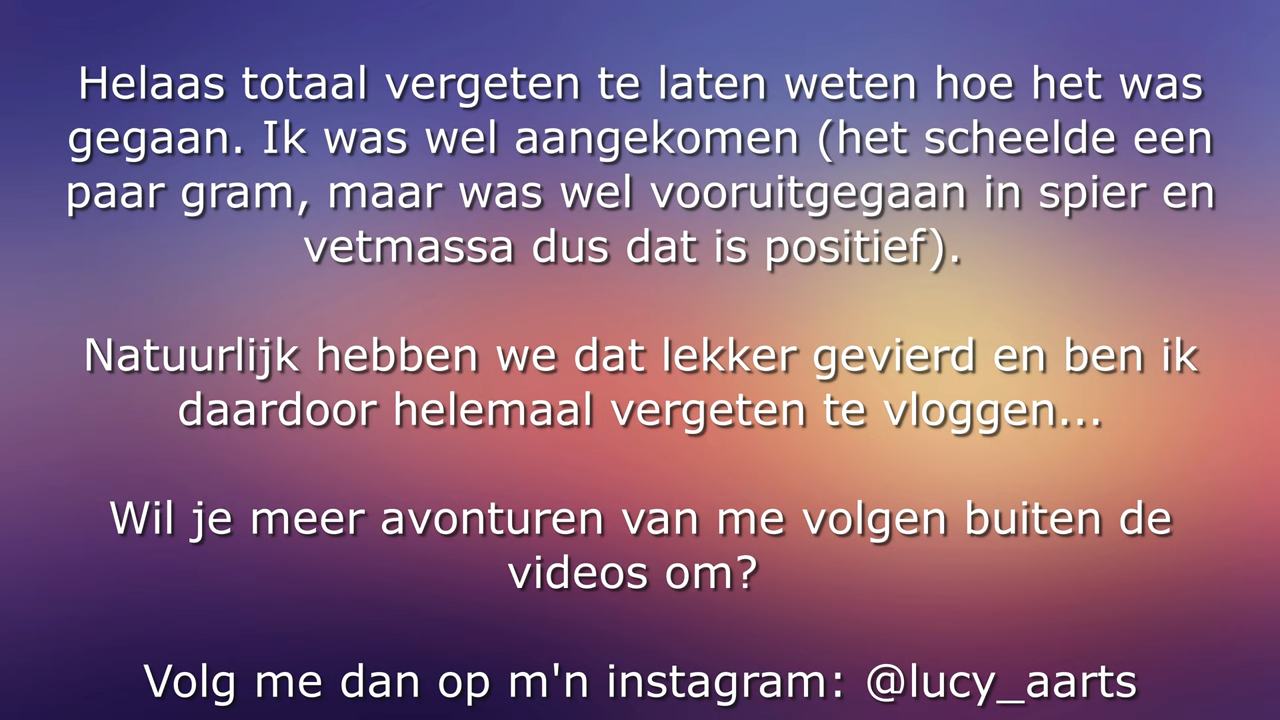 Helaas totaal vergeten te laten weten hoe het was
gegaan. Ik was wel aangekomen (het scheelde een
paar gram, maar was wel vooruitgegaan in spier en
vetmassa dus dat is positief).
Natuurlijk hebben we dat lekker gevierd en ben ik
daardoor helemaal vergeten te vloggen...
Wil je meer avonturen van me volgen buiten de
videos om?
Volg me dan op m'n instagram: @lucy_aarts